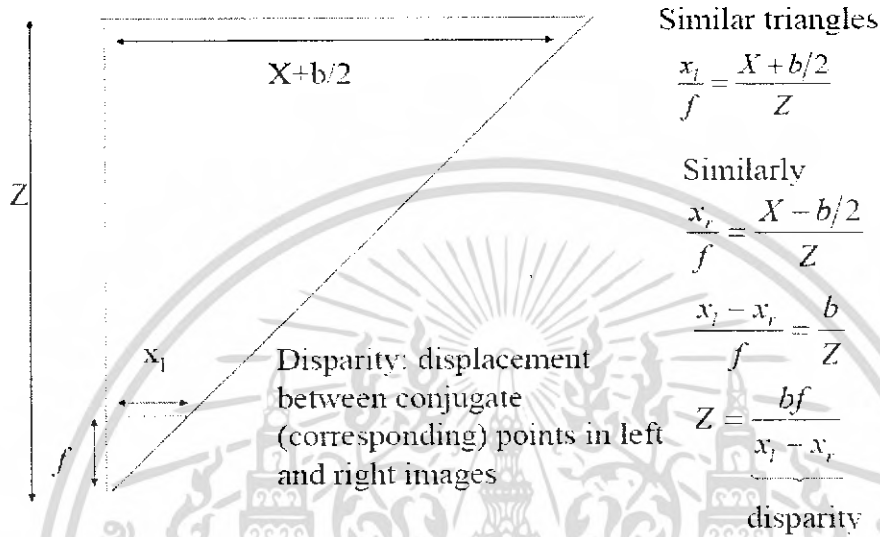 Similar triangles
X+b/2
x_l/f = (X + b/2)/Z
Z
Similarly
x_r/f = (X − b/2)/Z
(x_l − x_r)/f = b/Z
x_l
Disparity: displacement
between conjugate
(corresponding) points in left
and right images
Z = bf/(x_l − x_r)
f
disparity